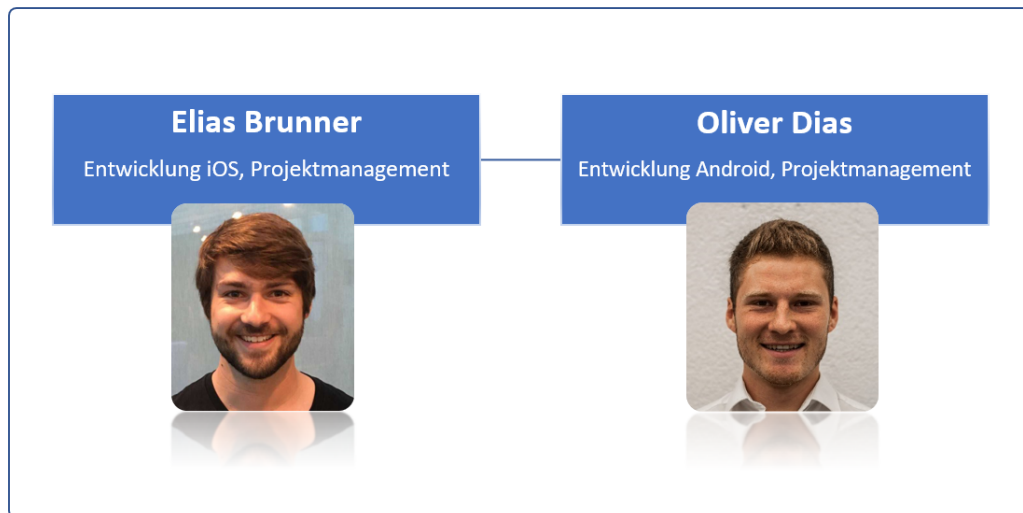 Elias Brunner
Entwicklung iOS, Projektmanagement
Oliver Dias
Entwicklung Android, Projektmanagement